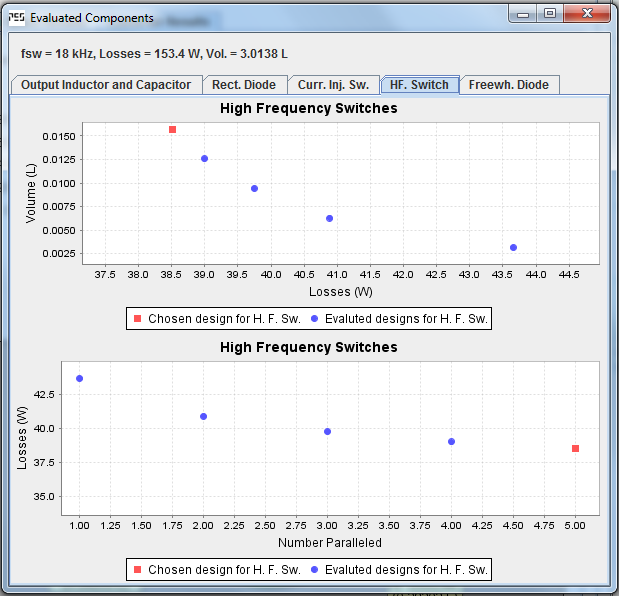 Evaluated Components
fsw = 18 kHz, Losses = 153.4 W, Vol. = 3.0138 L
Output Inductor and Capacitor Rect. Diode Curr. Inj. Sw. HF. Switch Freewh. Diode
High Frequency Switches
Volume (L)
0.0150
0.0125
0.0100
0.0075
0.0050
0.0025
37.5 38.0 38.5 39.0 39.5 40.0 40.5 41.0 41.5 42.0 42.5 43.0 43.5 44.0 44.5
Losses (W)
Chosen design for H. F. Sw. Evaluted designs for H. F. Sw.
High Frequency Switches
Losses (W)
42.5
40.0
37.5
35.0
1.00 1.25 1.50 1.75 2.00 2.25 2.50 2.75 3.00 3.25 3.50 3.75 4.00 4.25 4.50 4.75 5.00
Number Paralleled
Chosen design for H. F. Sw. Evaluted designs for H. F. Sw.